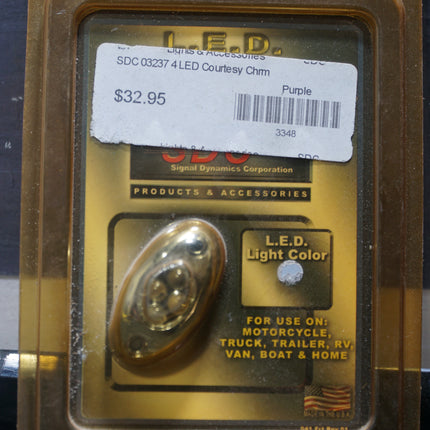 L.E.D.
Lights & Accessories
SDC 03237 4 LED Courtesy Chrm
Purple
$32.95
3348
SDC
Signal Dynamics Corporation
PRODUCTS & ACCESSORIES
L.E.D.
Light Color
FOR USE ON:
MOTORCYCLE,
TRUCK, TRAILER, RV,
VAN, BOAT & HOME